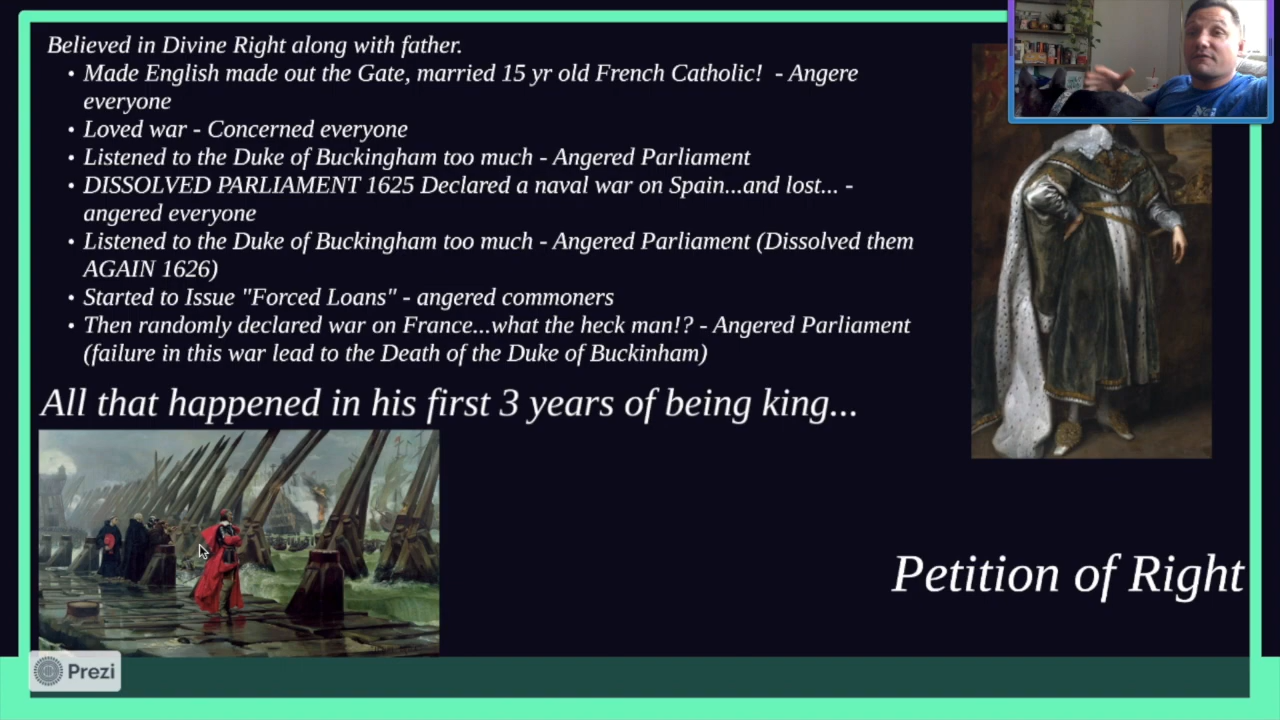 Believed in Divine Right along with father.
• Made English made out the Gate, married 15 yr old French Catholic!  - Angere
everyone
• Loved war - Concerned everyone
• Listened to the Duke of Buckingham too much - Angered Parliament
• DISSOLVED PARLIAMENT 1625 Declared a naval war on Spain...and lost... -
angered everyone
• Listened to the Duke of Buckingham too much - Angered Parliament (Dissolved them
AGAIN 1626)
• Started to Issue "Forced Loans" - angered commoners
• Then randomly declared war on France...what the heck man!? - Angered Parliament
(failure in this war lead to the Death of the Duke of Buckinham)
All that happened in his first 3 years of being king...
Petition of Right
Prezi